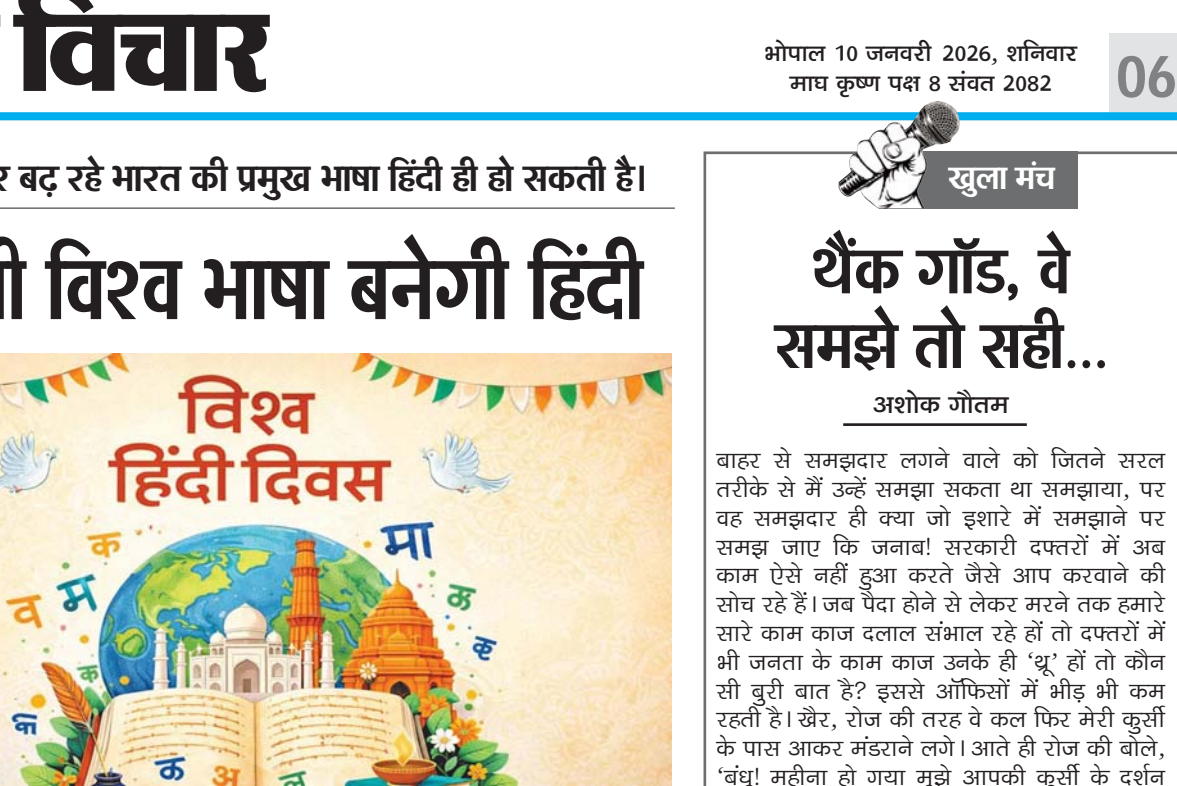 विचार
भोपाल 10 जनवरी 2026, शनिवार
माघ कृष्ण पक्ष 8 संवत 2082
06
बढ़ रहे भारत की प्रमुख भाषा हिंदी ही हो सकती है।
विश्व भाषा बनेगी हिंदी
विश्व
हिंदी दिवस
क
मा
व
म
क
अ
खुला मंच
थैंक गॉड, वे
समझे तो सही...
अशोक गौतम
बाहर से समझदार लगने वाले को जितने सरल
तरीके से मैं उन्हें समझा सकता था समझाया, पर
वह समझदार ही क्या जो इशारे में समझाने पर
समझ जाए कि जनाब! सरकारी दफ्तरों में अब
काम ऐसे नहीं हुआ करते जैसे आप करवाने की
सोच रहे हैं। जब पैदा होने से लेकर मरने तक हमारे
सारे काम काज दलाल संभाल रहे हों तो दफ्तरों में
भी जनता के काम काज उनके ही ‘थ्रू’ हों तो कौन
सी बुरी बात है? इससे ऑफिसों में भीड़ भी कम
रहती है। खैर, रोज की तरह वे कल फिर मेरी कुर्सी
के पास आकर मंडराने लगे। आते ही रोज की बोले,
‘बंधु! महीना हो गया मुझे आपकी कुर्सी के दर्शन